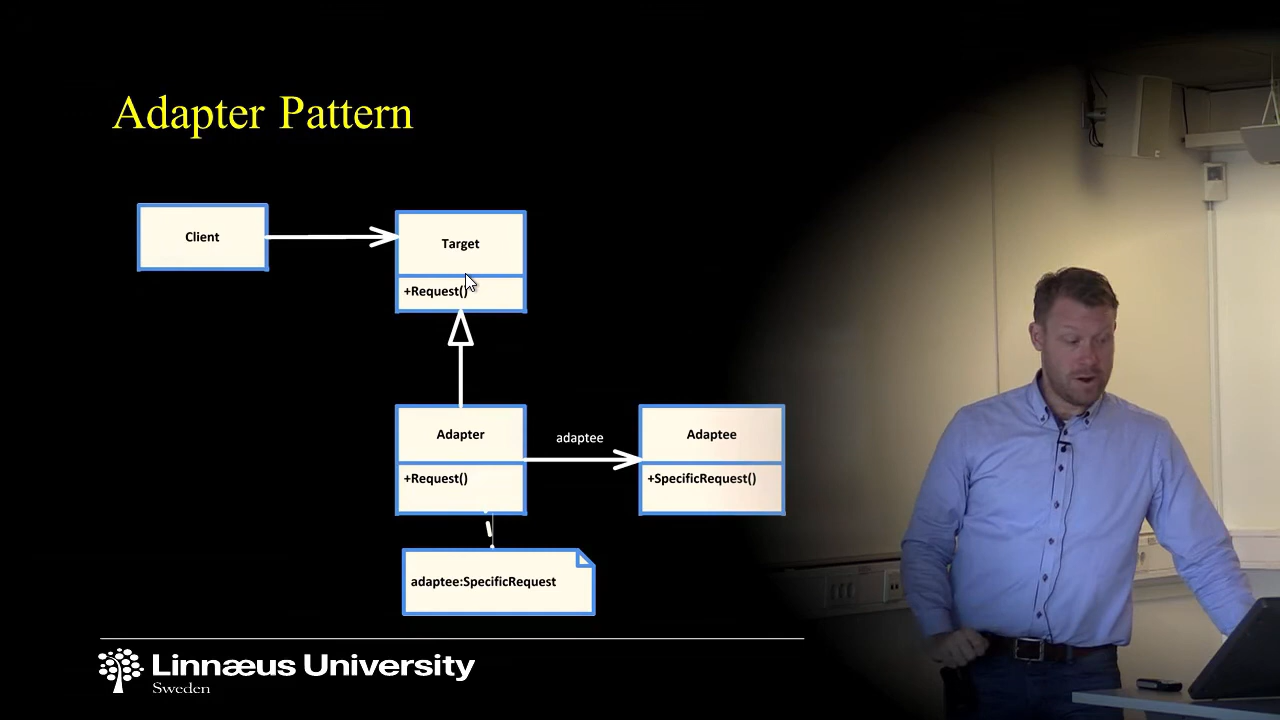 Adapter Pattern
Client
Target
+Request()
Adapter
+Request()
adaptee
Adaptee
+SpecificRequest()
adaptee:SpecificRequest
Linnæus University
Sweden